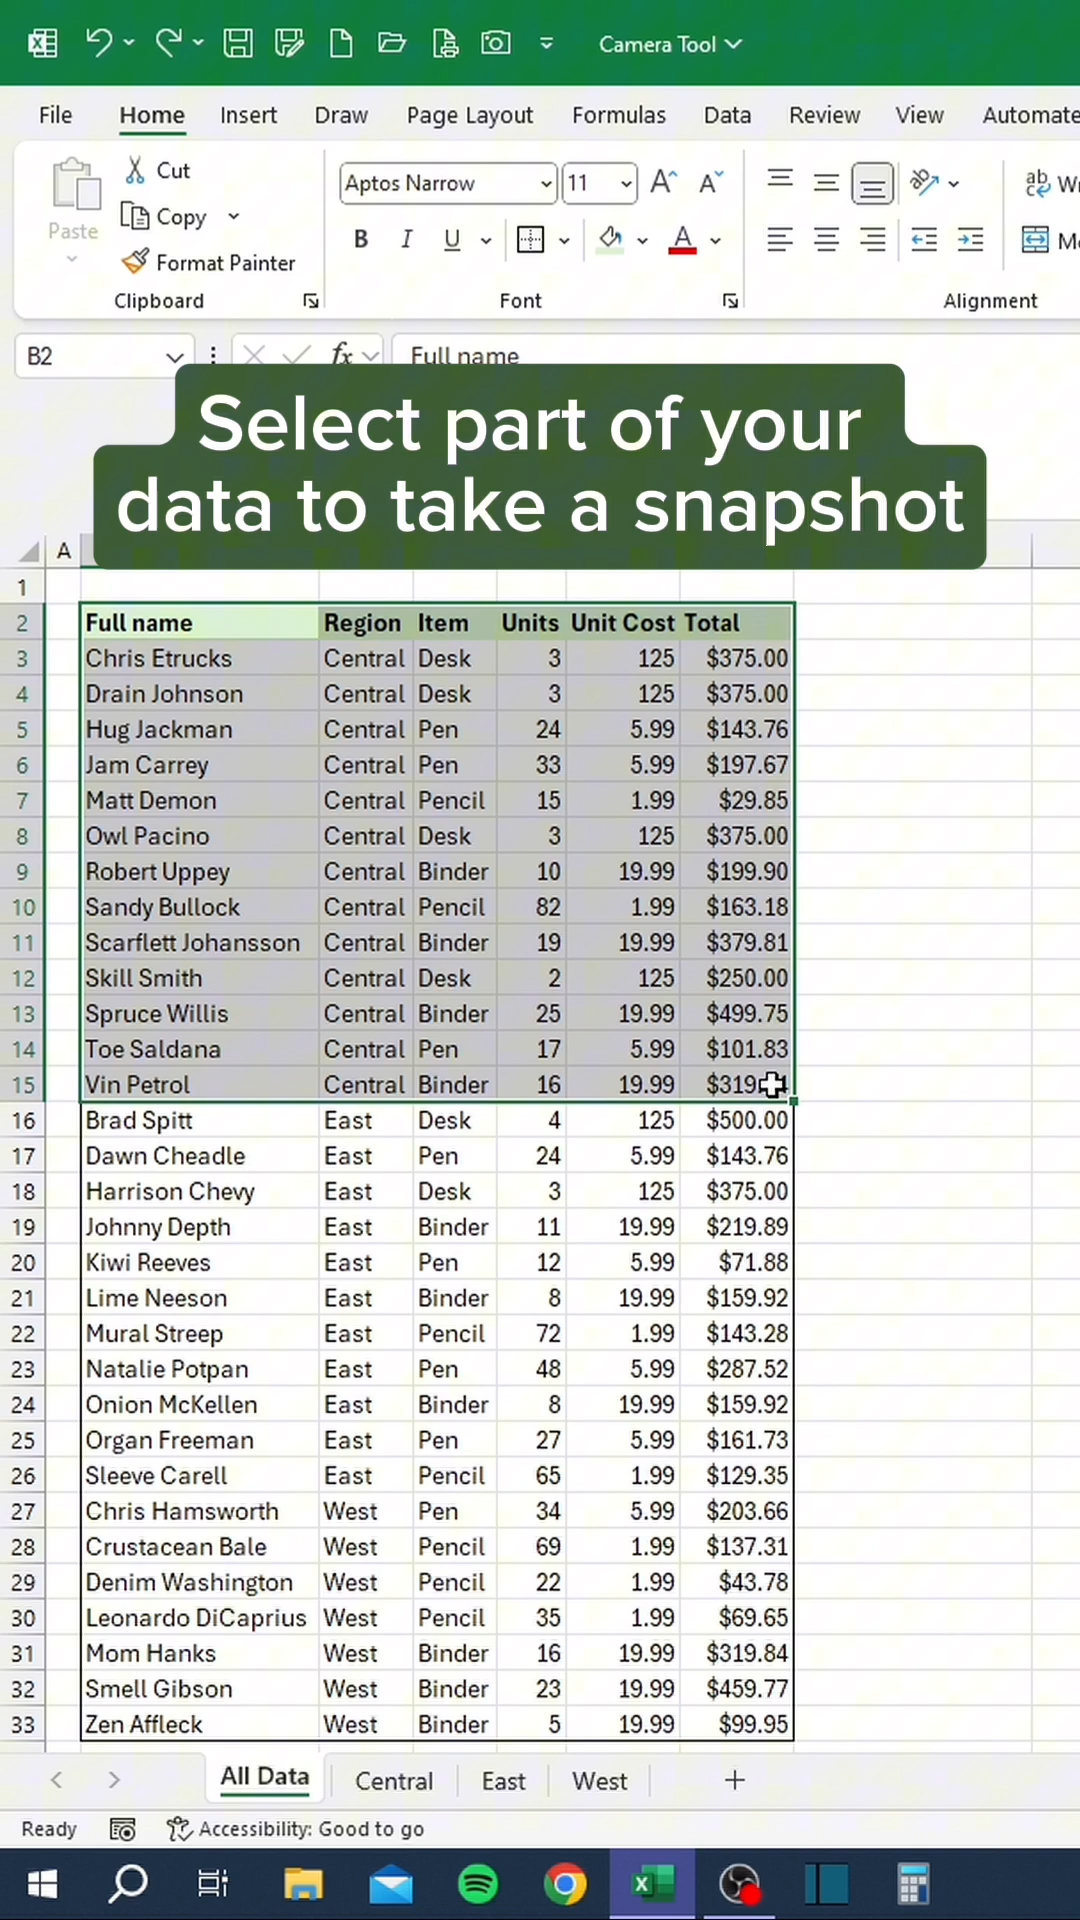 Camera Tool
File Home Insert Draw Page Layout Formulas Data Review View Automate
Paste
Cut
Copy
Format Painter
Clipboard
Aptos Narrow 11
B I U A
Font
Alignment
B2 fx Full name
Select part of your
data to take a snapshot
A
1
2 Full name Region Item Units Unit Cost Total
3 Chris Etrucks Central Desk 3 125 $375.00
4 Drain Johnson Central Desk 3 125 $375.00
5 Hug Jackman Central Pen 24 5.99 $143.76
6 Jam Carrey Central Pen 33 5.99 $197.67
7 Matt Demon Central Pencil 15 1.99 $29.85
8 Owl Pacino Central Desk 3 125 $375.00
9 Robert Uppey Central Binder 10 19.99 $199.90
10 Sandy Bullock Central Pencil 82 1.99 $163.18
11 Scarflett Johansson Central Binder 19 19.99 $379.81
12 Skill Smith Central Desk 2 125 $250.00
13 Spruce Willis Central Binder 25 19.99 $499.75
14 Toe Saldana Central Pen 17 5.99 $101.83
15 Vin Petrol Central Binder 16 19.99 $319
16 Brad Spitt East Desk 4 125 $500.00
17 Dawn Cheadle East Pen 24 5.99 $143.76
18 Harrison Chevy East Desk 3 125 $375.00
19 Johnny Depth East Binder 11 19.99 $219.89
20 Kiwi Reeves East Pen 12 5.99 $71.88
21 Lime Neeson East Binder 8 19.99 $159.92
22 Mural Streep East Pencil 72 1.99 $143.28
23 Natalie Potpan East Pen 48 5.99 $287.52
24 Onion McKellen East Binder 8 19.99 $159.92
25 Organ Freeman East Pen 27 5.99 $161.73
26 Sleeve Carell East Pencil 65 1.99 $129.35
27 Chris Hamsworth West Pen 34 5.99 $203.66
28 Crustacean Bale West Pencil 69 1.99 $137.31
29 Denim Washington West Pencil 22 1.99 $43.78
30 Leonardo DiCaprius West Pencil 35 1.99 $69.65
31 Mom Hanks West Binder 16 19.99 $319.84
32 Smell Gibson West Binder 23 19.99 $459.77
33 Zen Affleck West Binder 5 19.99 $99.95
All Data Central East West
Ready Accessibility: Good to go